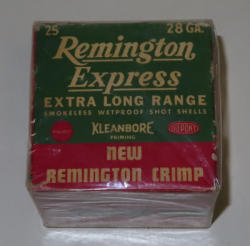 25 28 GA.
Remington
Express
EXTRA LONG RANGE
SMOKELESS WETPROOF SHOT SHELLS
KLEANBORE
PRIMING
DUPONT
NEW
REMINGTON CRIMP